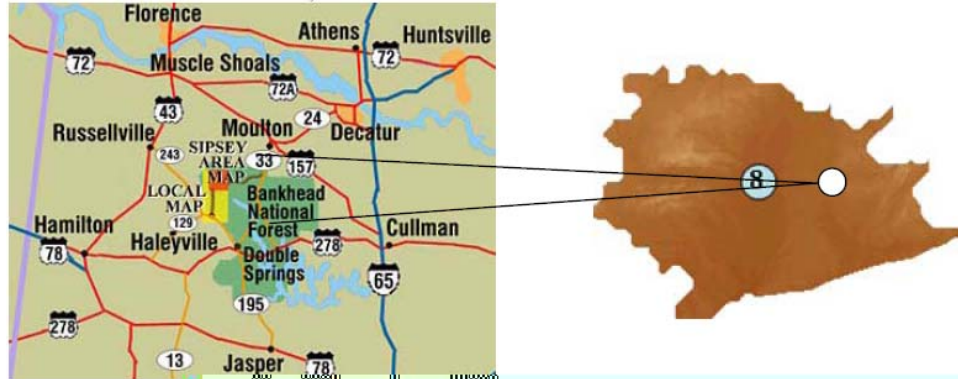 Florence
Athens
Huntsville
72
72
Muscle Shoals
72A
43
24
Russellville
Moulton
Decatur
243
SIPSEY
AREA
MAP
33
157
LOCAL
MAP
Bankhead
National
Forest
129
Hamilton
Haleyville
278
Cullman
78
Double
Springs
65
195
278
13
Jasper
78
8